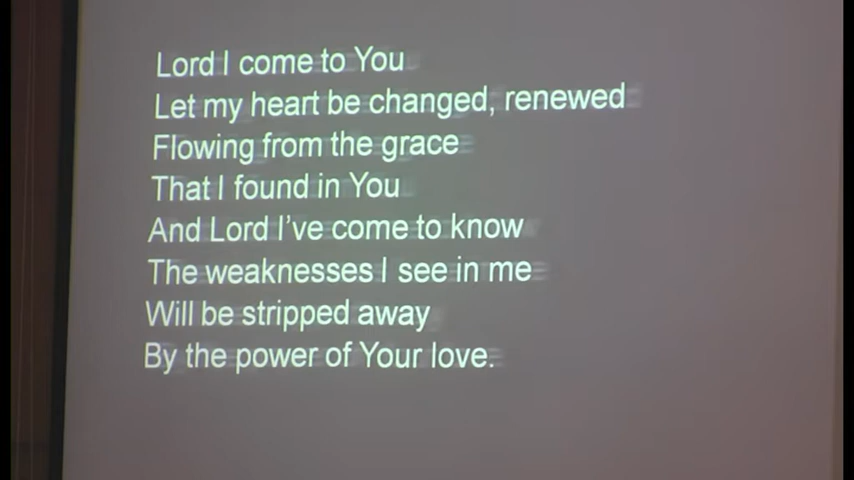 Lord I come to You
Let my heart be changed, renewed
Flowing from the grace
That I found in You
And Lord I’ve come to know
The weaknesses I see in me
Will be stripped away
By the power of Your love.